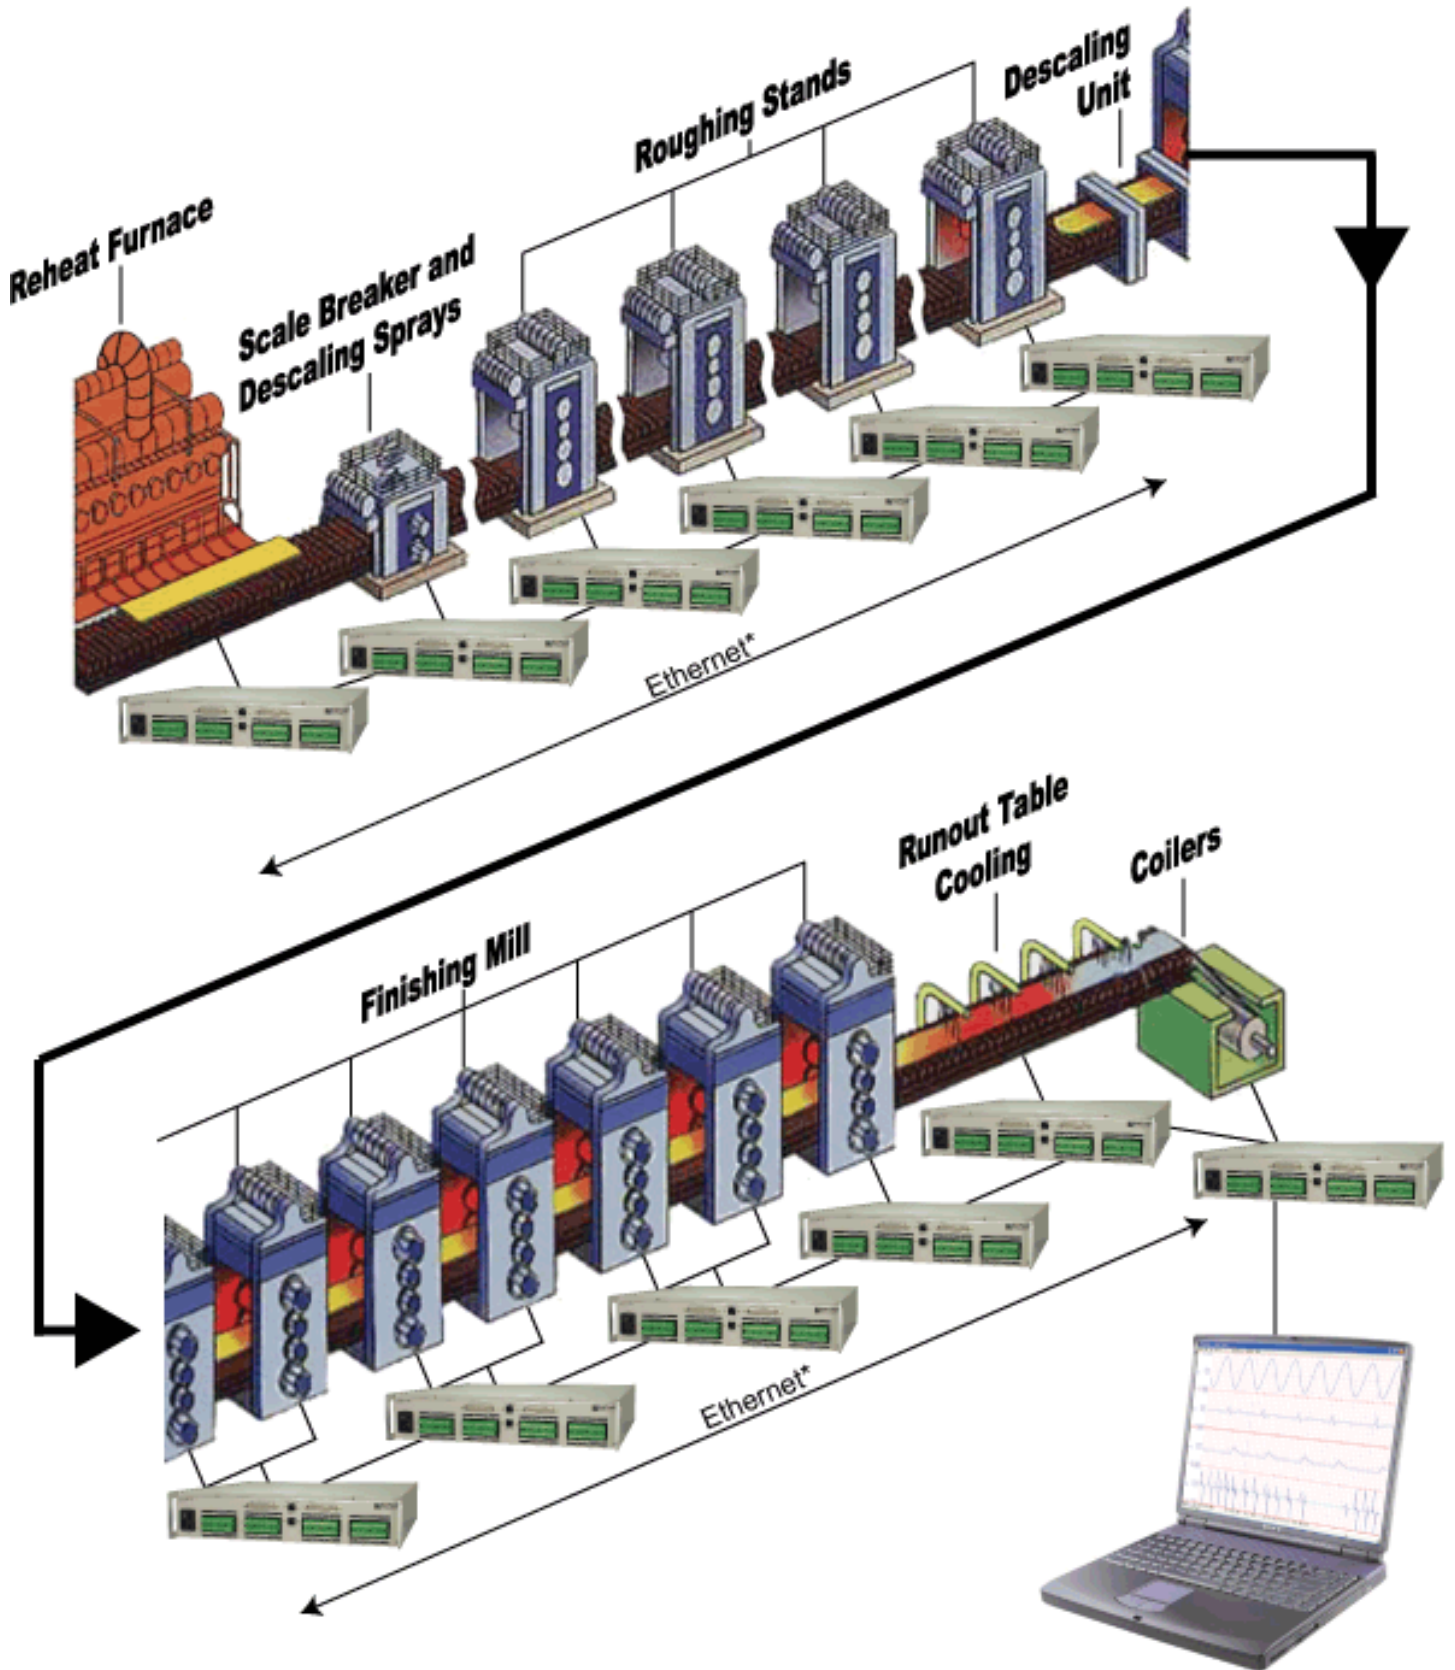 Reheat Furnace
Scale Breaker and
Descaling Sprays
Roughing Stands
Descaling
Unit
Ethernet*
Finishing Mill
Runout Table
Cooling
Coilers
Ethernet*